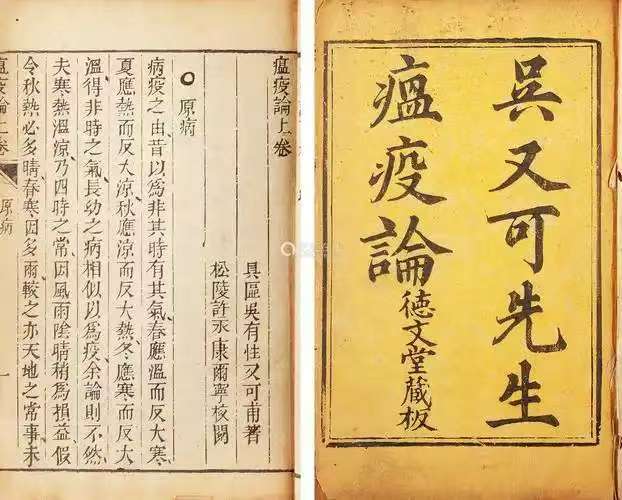 吳又可先生
瘟疫論
德文堂藏板
瘟疫論上卷
具區吳有性又可甫著
松陵許永康爾寧校閱
原病
病疫之由昔以為非其時有其氣春應溫而反大寒
夏應熱而反大涼秋應涼而反大熱冬應寒而反大
溫得非時之氣長幼之病相似以為疫余論則不然
夫寒熱溫涼乃四時之常因風雨陰晴稍為損益假
令秋熱必多晴春寒因多雨較之亦天地之常事未
瘟疫論上卷
原病
一